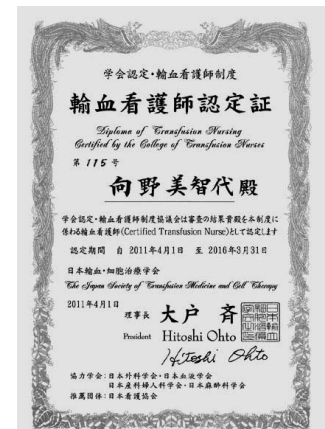 学会認定・輸血看護師制度
輸血看護師認定証
Diploma of Transfusion Nursing
Certified by the College of Transfusion Nurses
第 115 号
向野美智代 殿
学会認定・輸血看護師制度協議会は審査の結果貴殿を本制度に
係わる輸血看護師(Certified Transfusion Nurse)として認定します
認定期間 自 2011年4月1日 至 2016年3月31日
日本輸血・細胞治療学会
The Japan Society of Transfusion Medicine and Cell Therapy
2011年4月1日
理事長 大戸 斉
President Hitoshi Ohto
Hitoshi Ohto
協力学会:日本外科学会・日本血液学会
日本産科婦人科学会・日本麻酔科学会
推薦団体:日本看護協会